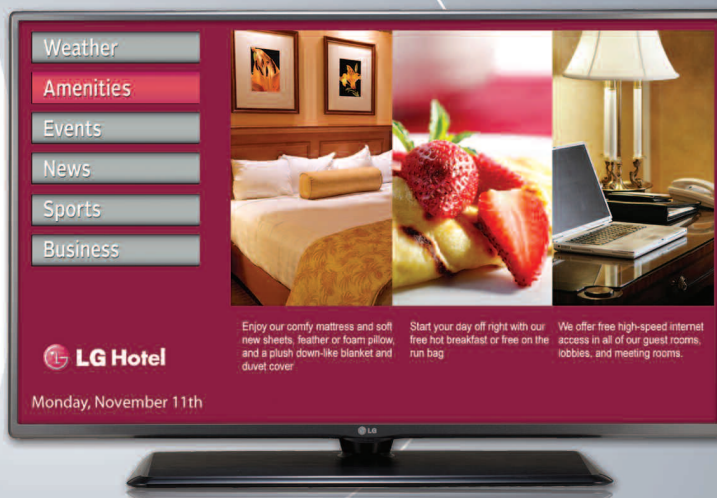 Weather
Amenities
Events
News
Sports
Business
LG Hotel
Monday, November 11th
Enjoy our comfy mattress and soft
new sheets, feather or foam pillow,
and a plush down-like blanket and
duvet cover
Start your day off right with our
free hot breakfast or free on the
run bag
We offer free high-speed internet
access in all of our guest rooms,
lobbies, and meeting rooms.
LG